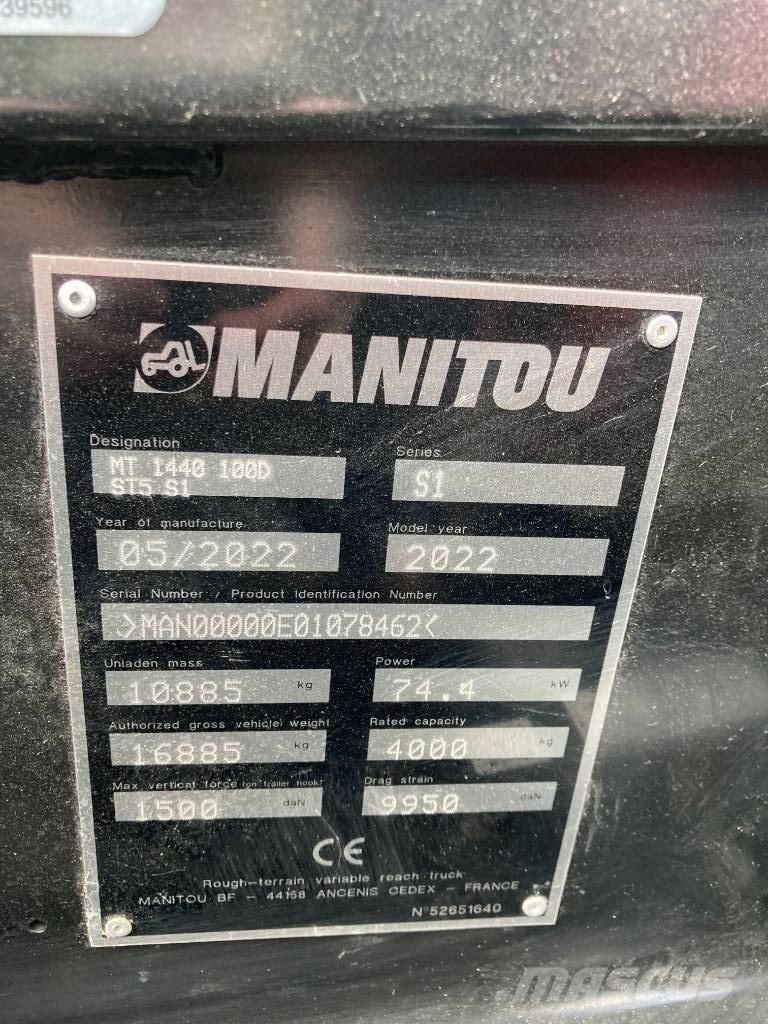 39596
MANITOU
Designation
MT 1440 100D
ST5 S1
Series
S1
Year of manufacture
05/2022
Model year
2022
Serial Number / Product Identification Number
>MAN00000E01078462<
Unladen mass
10885 kg
Power
74.4 kW
Authorized gross vehicle weight
16885 kg
Rated capacity
4000 kg
Max vertical force (on trailer hook)
1500 daN
Drag strain
9950 daN
CE
Rough-terrain variable reach truck
MANITOU BF - 44158 ANCENIS CEDEX - FRANCE
N°52651640
MASCUS